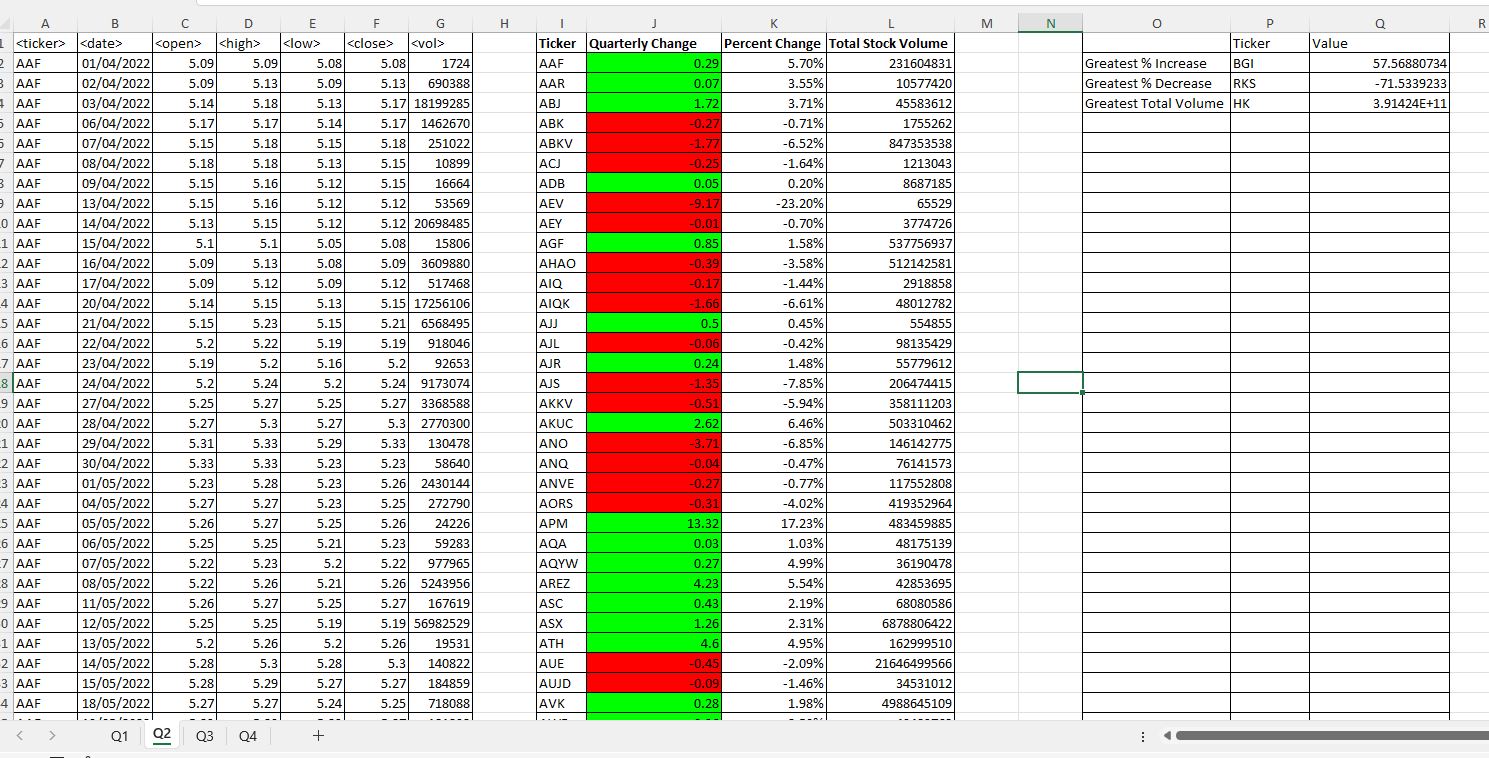 A B C D E F G H I J K L M N O P Q R
1 <ticker> <date> <open> <high> <low> <close> <vol> Ticker Quarterly Change Percent Change Total Stock Volume Ticker Value
2 AAF 01/04/2022 5.09 5.09 5.08 5.08 1724 AAF 0.29 5.70% 231604831 Greatest % Increase BGI 57.56880734
3 AAF 02/04/2022 5.09 5.13 5.09 5.13 690388 AAR 0.07 3.55% 10577420 Greatest % Decrease RKS -71.5339233
4 AAF 03/04/2022 5.14 5.18 5.13 5.17 18199285 ABJ 1.72 3.71% 45583612 Greatest Total Volume HK 3.91424E+11
5 AAF 06/04/2022 5.17 5.17 5.14 5.17 1462670 ABK -0.27 -0.71% 1755262
6 AAF 07/04/2022 5.15 5.18 5.15 5.18 251022 ABKV -1.77 -6.52% 847353538
7 AAF 08/04/2022 5.18 5.18 5.13 5.15 10899 ACJ -0.25 -1.64% 1213043
8 AAF 09/04/2022 5.15 5.16 5.12 5.15 16664 ADB 0.05 0.20% 8687185
9 AAF 13/04/2022 5.15 5.16 5.12 5.12 53569 AEV -9.17 -23.20% 65529
0 AAF 14/04/2022 5.13 5.15 5.12 5.12 20698485 AEY -0.01 -0.70% 3774726
1 AAF 15/04/2022 5.1 5.1 5.05 5.08 15806 AGF 0.85 1.58% 537756937
2 AAF 16/04/2022 5.09 5.13 5.08 5.09 3609880 AHAO -0.39 -3.58% 512142581
3 AAF 17/04/2022 5.09 5.12 5.09 5.12 517468 AIQ -0.17 -1.44% 2918858
4 AAF 20/04/2022 5.14 5.15 5.13 5.15 17256106 AIQK -1.66 -6.61% 48012782
5 AAF 21/04/2022 5.15 5.23 5.15 5.21 6568495 AJJ 0.5 0.45% 554855
6 AAF 22/04/2022 5.2 5.22 5.19 5.19 918046 AJL -0.06 -0.42% 98135429
7 AAF 23/04/2022 5.19 5.2 5.16 5.2 92653 AJR 0.24 1.48% 55779612
8 AAF 24/04/2022 5.2 5.24 5.2 5.24 9173074 AJS -1.35 -7.85% 206474415
9 AAF 27/04/2022 5.25 5.27 5.25 5.27 3368588 AKKV -0.51 -5.94% 358111203
0 AAF 28/04/2022 5.27 5.3 5.27 5.3 2770300 AKUC 2.62 6.46% 503310462
1 AAF 29/04/2022 5.31 5.33 5.29 5.33 130478 ANO -3.71 -6.85% 146142775
2 AAF 30/04/2022 5.33 5.33 5.23 5.23 58640 ANQ -0.04 -0.47% 76141573
3 AAF 01/05/2022 5.23 5.28 5.23 5.26 2430144 ANVE -0.27 -0.77% 117552808
4 AAF 04/05/2022 5.27 5.27 5.23 5.25 272790 AORS -0.31 -4.02% 419352964
5 AAF 05/05/2022 5.26 5.27 5.25 5.26 24226 APM 13.32 17.23% 483459885
6 AAF 06/05/2022 5.25 5.25 5.21 5.23 59283 AQA 0.03 1.03% 48175139
7 AAF 07/05/2022 5.22 5.23 5.2 5.22 977965 AQYW 0.27 4.99% 36190478
8 AAF 08/05/2022 5.22 5.26 5.21 5.26 5243956 AREZ 4.23 5.54% 42853695
9 AAF 11/05/2022 5.26 5.27 5.25 5.27 167619 ASC 0.43 2.19% 68080586
0 AAF 12/05/2022 5.25 5.25 5.19 5.19 56982529 ASX 1.26 2.31% 6878806422
1 AAF 13/05/2022 5.2 5.26 5.2 5.26 19531 ATH 4.6 4.95% 162999510
2 AAF 14/05/2022 5.28 5.3 5.28 5.3 140822 AUE -0.45 -2.09% 21646499566
3 AAF 15/05/2022 5.28 5.29 5.27 5.27 184859 AUJD -0.09 -1.46% 34531012
4 AAF 18/05/2022 5.27 5.27 5.24 5.25 718088 AVK 0.28 1.98% 4988645109
Q1 Q2 Q3 Q4 +